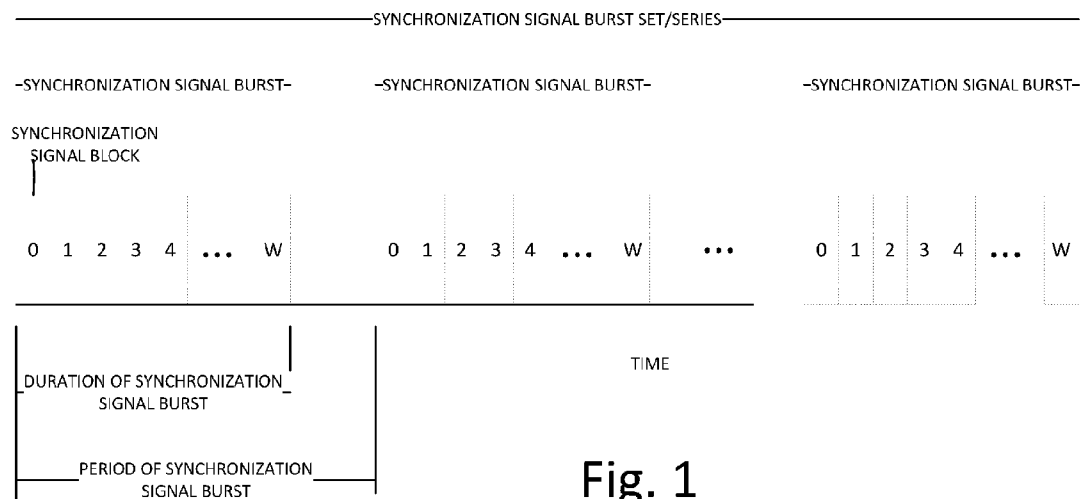 SYNCHRONIZATION SIGNAL BURST SET/SERIES
SYNCHRONIZATION SIGNAL BURST
SYNCHRONIZATION SIGNAL BURST
SYNCHRONIZATION SIGNAL BURST
SYNCHRONIZATION
SIGNAL BLOCK
0 1 2 3 4 ... W
0 1 2 3 4 ... W
...
0 1 2 3 4 ... W
TIME
DURATION OF SYNCHRONIZATION
SIGNAL BURST
PERIOD OF SYNCHRONIZATION
SIGNAL BURST
Fig. 1